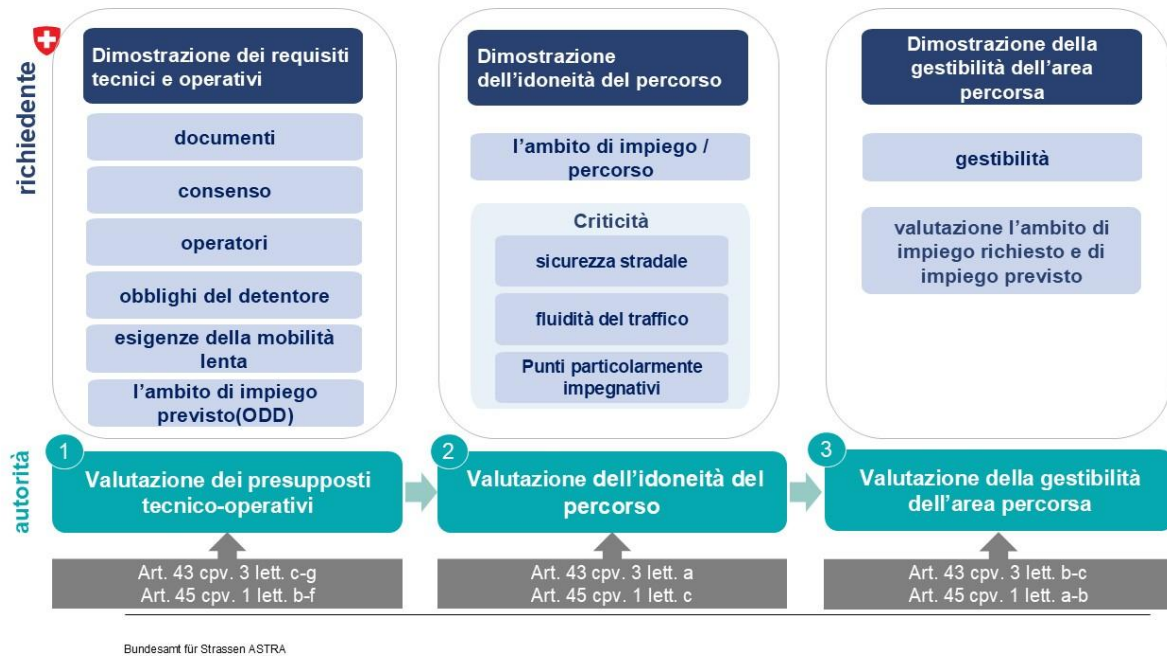 richiedente
Dimostrazione dei requisiti
tecnici e operativi
documenti
consenso
operatori
obblighi del detentore
esigenze della mobilità
lenta
l'ambito di impiego
previsto(ODD)
Dimostrazione
dell'idoneità del percorso
l'ambito di impiego /
percorso
Criticità
sicurezza stradale
fluidità del traffico
Punti particolarmente
impegnativi
Dimostrazione della
gestibilità dell'area
percorsa
gestibilità
valutazione l'ambito di
impiego richiesto e di
impiego previsto
autorità
1
Valutazione dei presupposti
tecnico-operativi
2
Valutazione dell'idoneità del
percorso
3
Valutazione della gestibilità
dell'area percorsa
Art. 43 cpv. 3 lett. c-g
Art. 45 cpv. 1 lett. b-f
Art. 43 cpv. 3 lett. a
Art. 45 cpv. 1 lett. c
Art. 43 cpv. 3 lett. b-c
Art. 45 cpv. 1 lett. a-b
Bundesamt für Strassen ASTRA